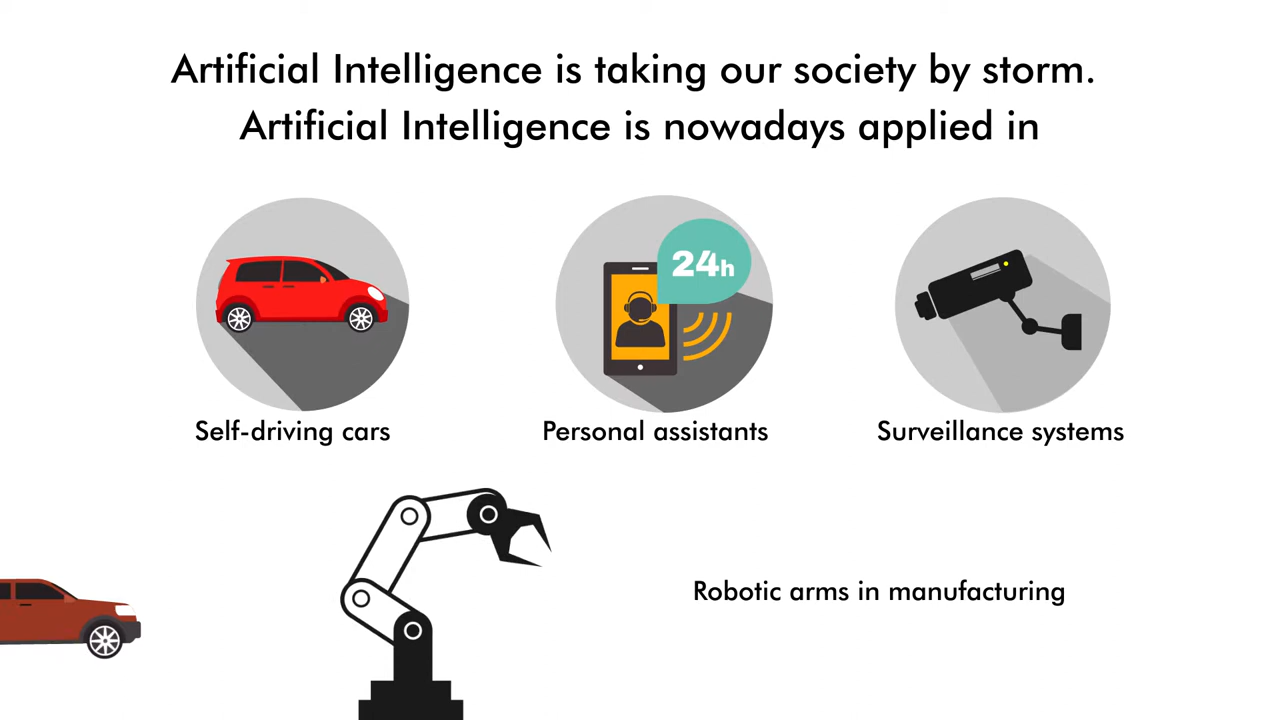 Artificial Intelligence is taking our society by storm.
Artificial Intelligence is nowadays applied in
24h
Self-driving cars
Personal assistants
Surveillance systems
Robotic arms in manufacturing